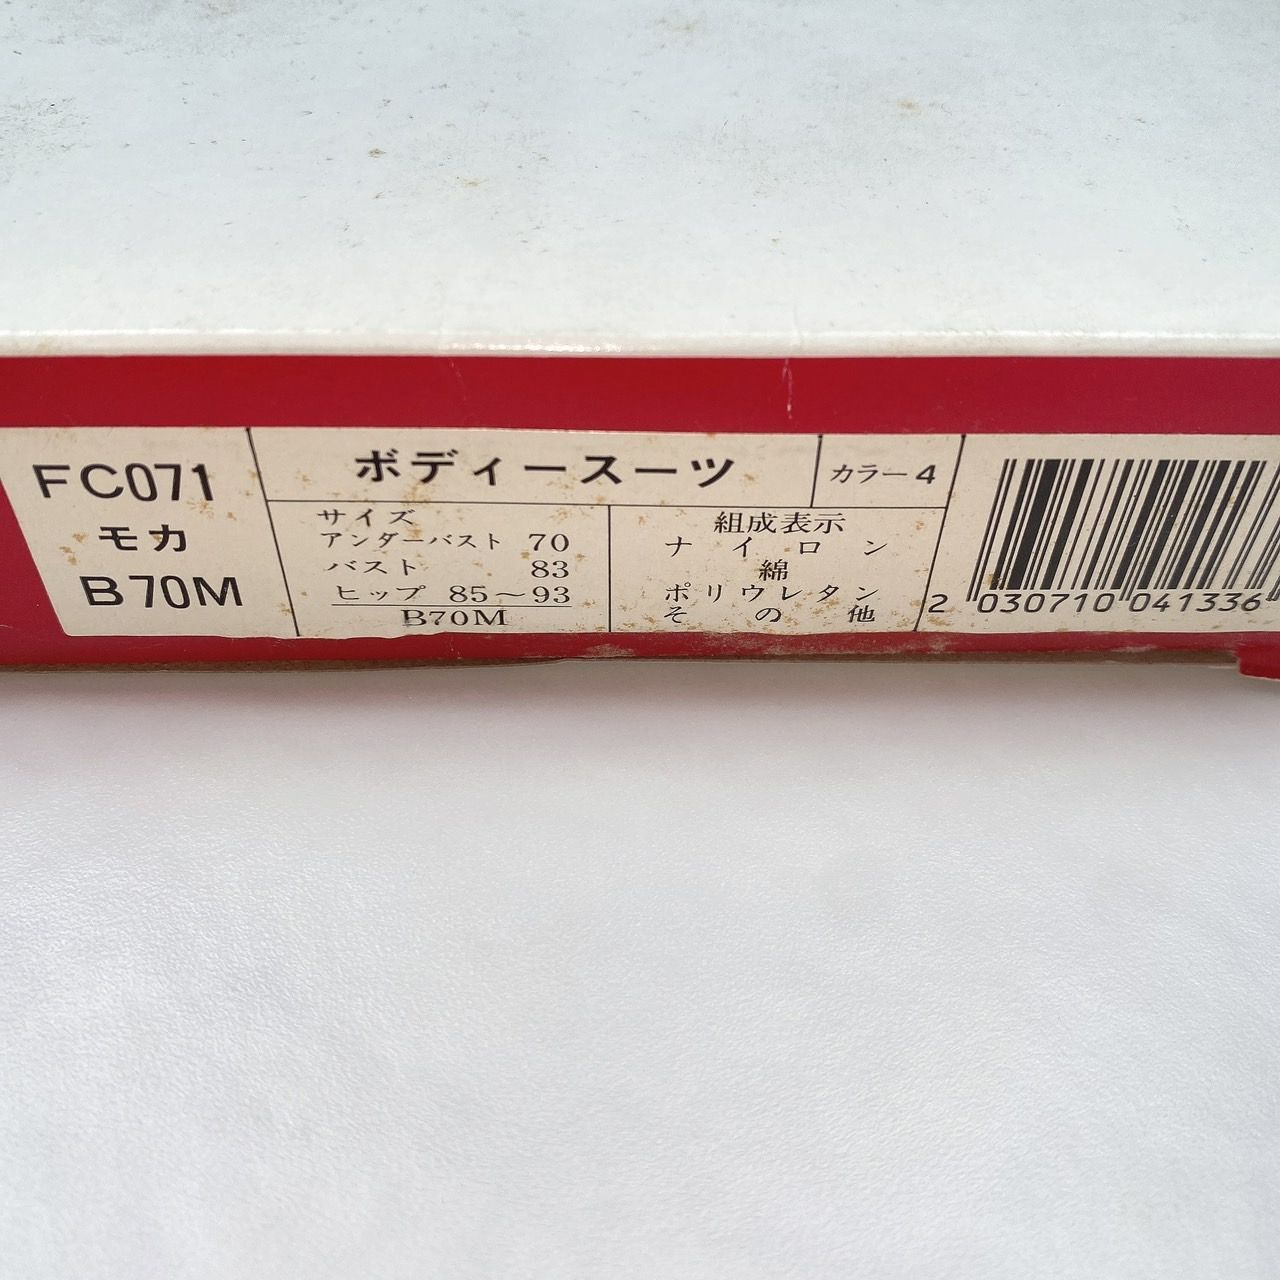 FC071
モカ
B70M
ボディースーツ
カラー4
サイズ
アンダーバスト 70
バスト 83
ヒップ 85～93
B70M
組成表示
ナイロン
綿
ポリウレタン
その他
2 030710 041336